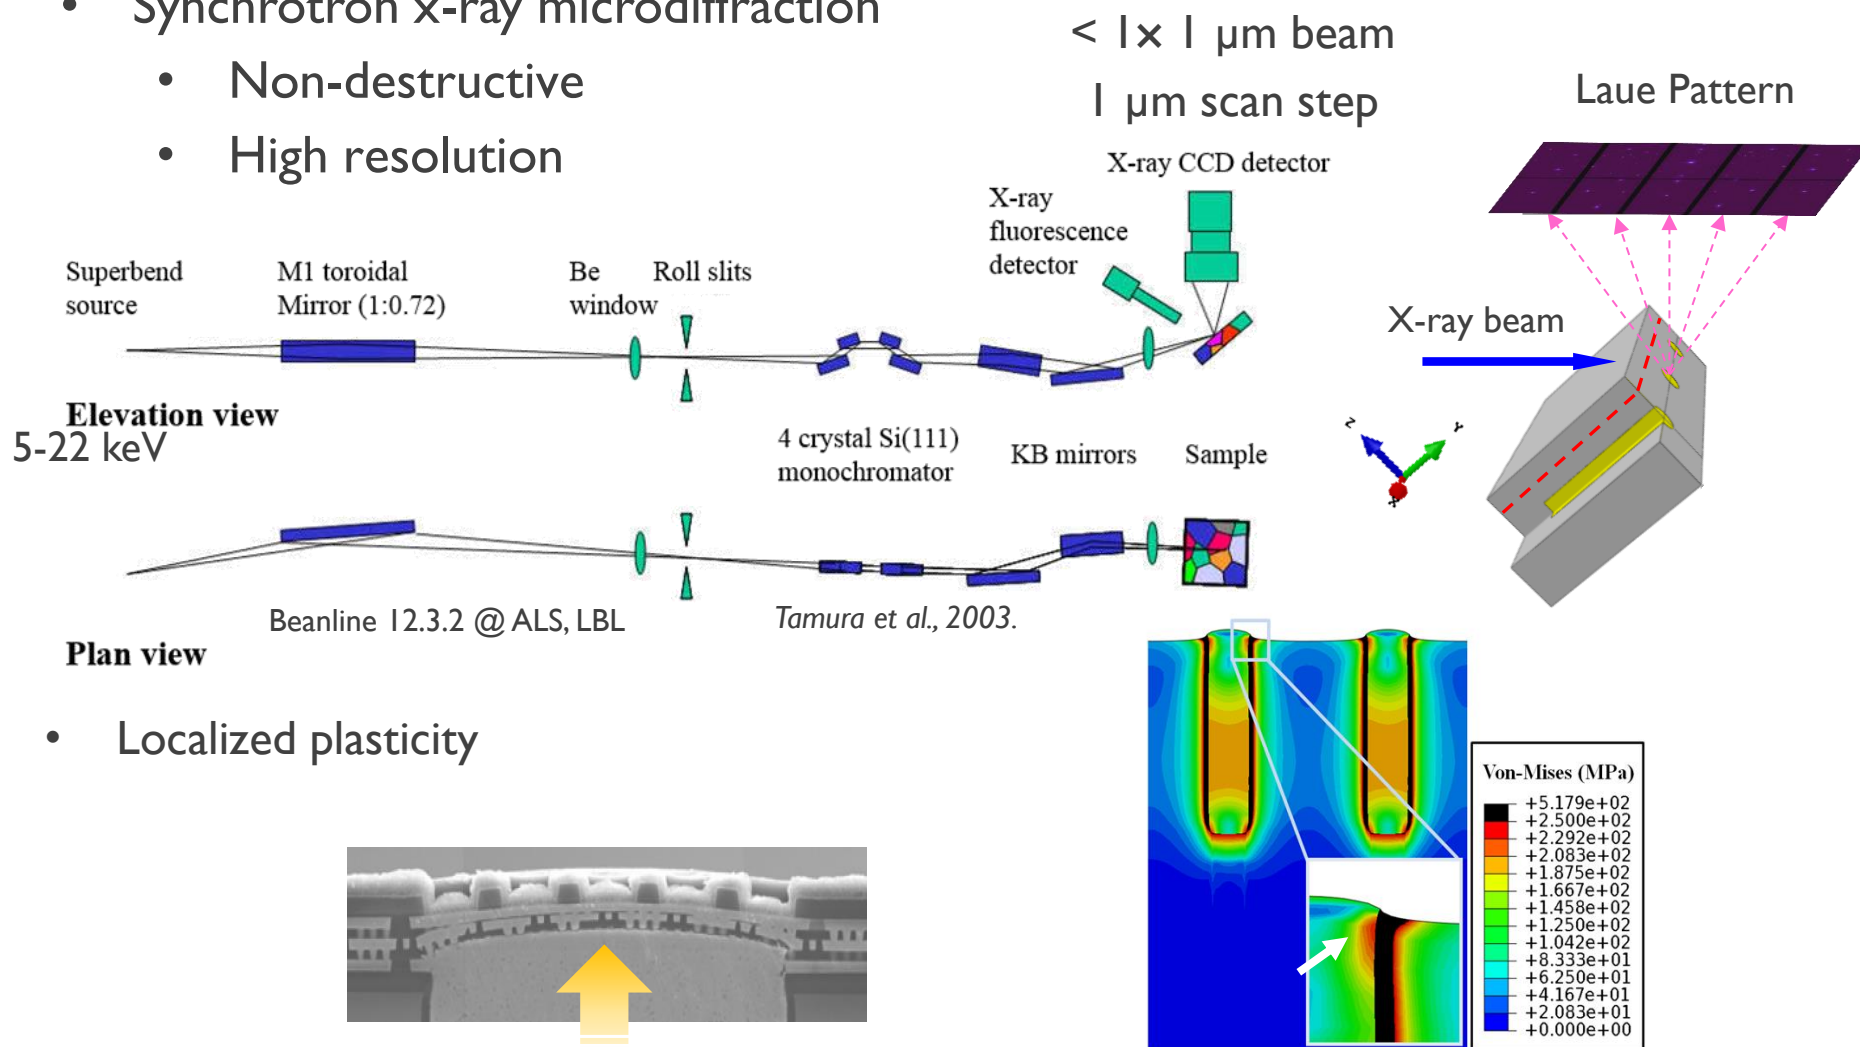 • Synchrotron x-ray microdiffraction
• Non-destructive
• High resolution
< 1× 1 μm beam
1 μm scan step
Laue Pattern
X-ray CCD detector
X-ray
fluorescence
detector
Superbend
source
M1 toroidal
Mirror (1:0.72)
Be
window
Roll slits
X-ray beam
Elevation view
5-22 keV
4 crystal Si(111)
monochromator
KB mirrors
Sample
Z
Y
X
Beanline 12.3.2 @ ALS, LBL
Tamura et al., 2003.
Plan view
• Localized plasticity
Von-Mises (MPa)
+5.179e+02
+2.500e+02
+2.292e+02
+2.083e+02
+1.875e+02
+1.667e+02
+1.458e+02
+1.250e+02
+1.042e+02
+8.333e+01
+6.250e+01
+4.167e+01
+2.083e+01
+0.000e+00